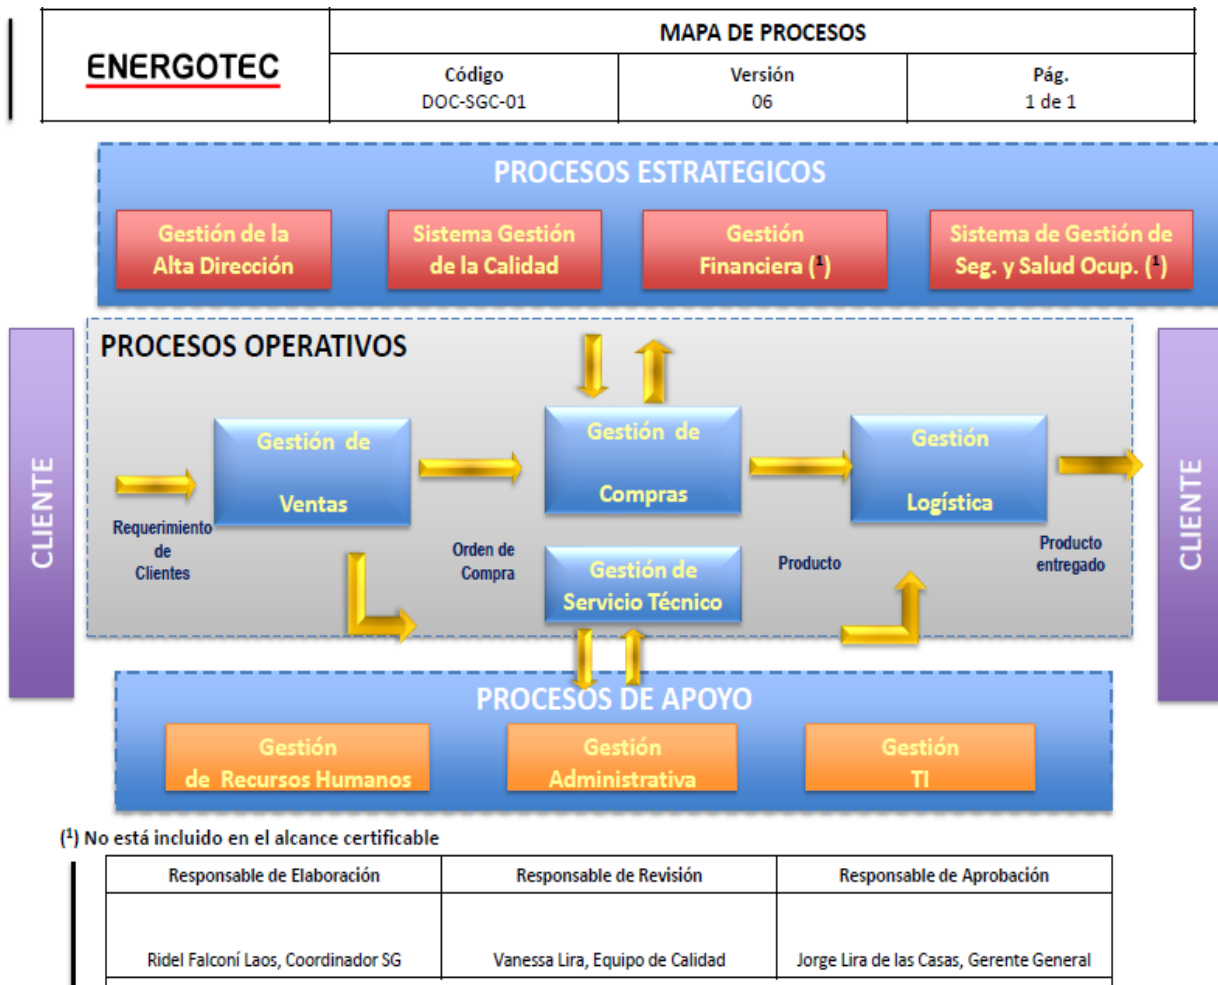 ENERGOTEC
MAPA DE PROCESOS
Código
DOC-SGC-01
Versión
06
Pág.
1 de 1
PROCESOS ESTRATEGICOS
Gestión de la
Alta Dirección
Sistema Gestión
de la Calidad
Gestión
Financiera (¹)
Sistema de Gestión de
Seg. y Salud Ocup. (¹)
CLIENTE
PROCESOS OPERATIVOS
Gestión de
Ventas
Gestión de
Compras
Gestión
Logística
Requerimiento
de
Clientes
Orden de
Compra
Gestión de
Servicio Técnico
Producto
Producto
entregado
CLIENTE
PROCESOS DE APOYO
Gestión
de Recursos Humanos
Gestión
Administrativa
Gestión
TI
(¹) No está incluido en el alcance certificable
Responsable de Elaboración
Responsable de Revisión
Responsable de Aprobación
Ridel Falconí Laos, Coordinador SG
Vanessa Lira, Equipo de Calidad
Jorge Lira de las Casas, Gerente General